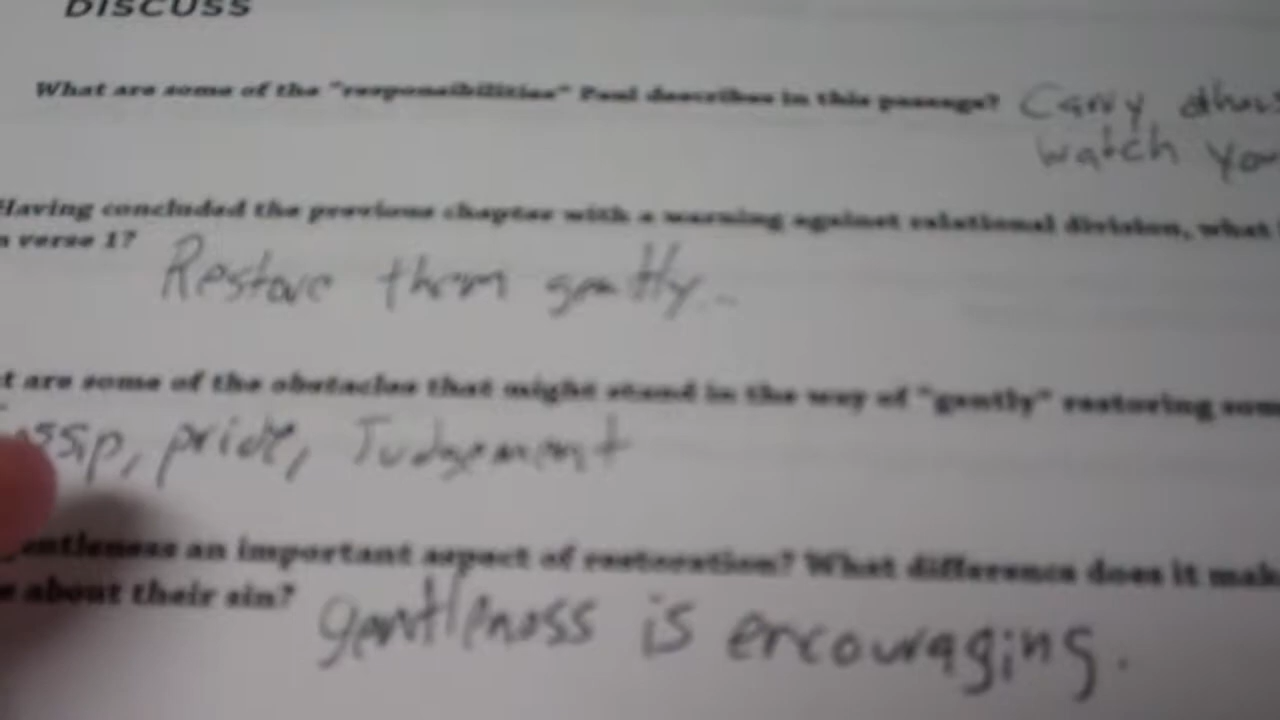 DISCUSS
What are some of the "responsibilities" Paul describes in this passage? Carry
watch
Having concluded the previous chapter with a warning against relational division, what
verse 1? Restore them gently..
are some of the obstacles that might stand in the way of "gently" restoring
pride, Judgement
an important aspect of restoration? What difference does it
about their sin? gentleness is encouraging.